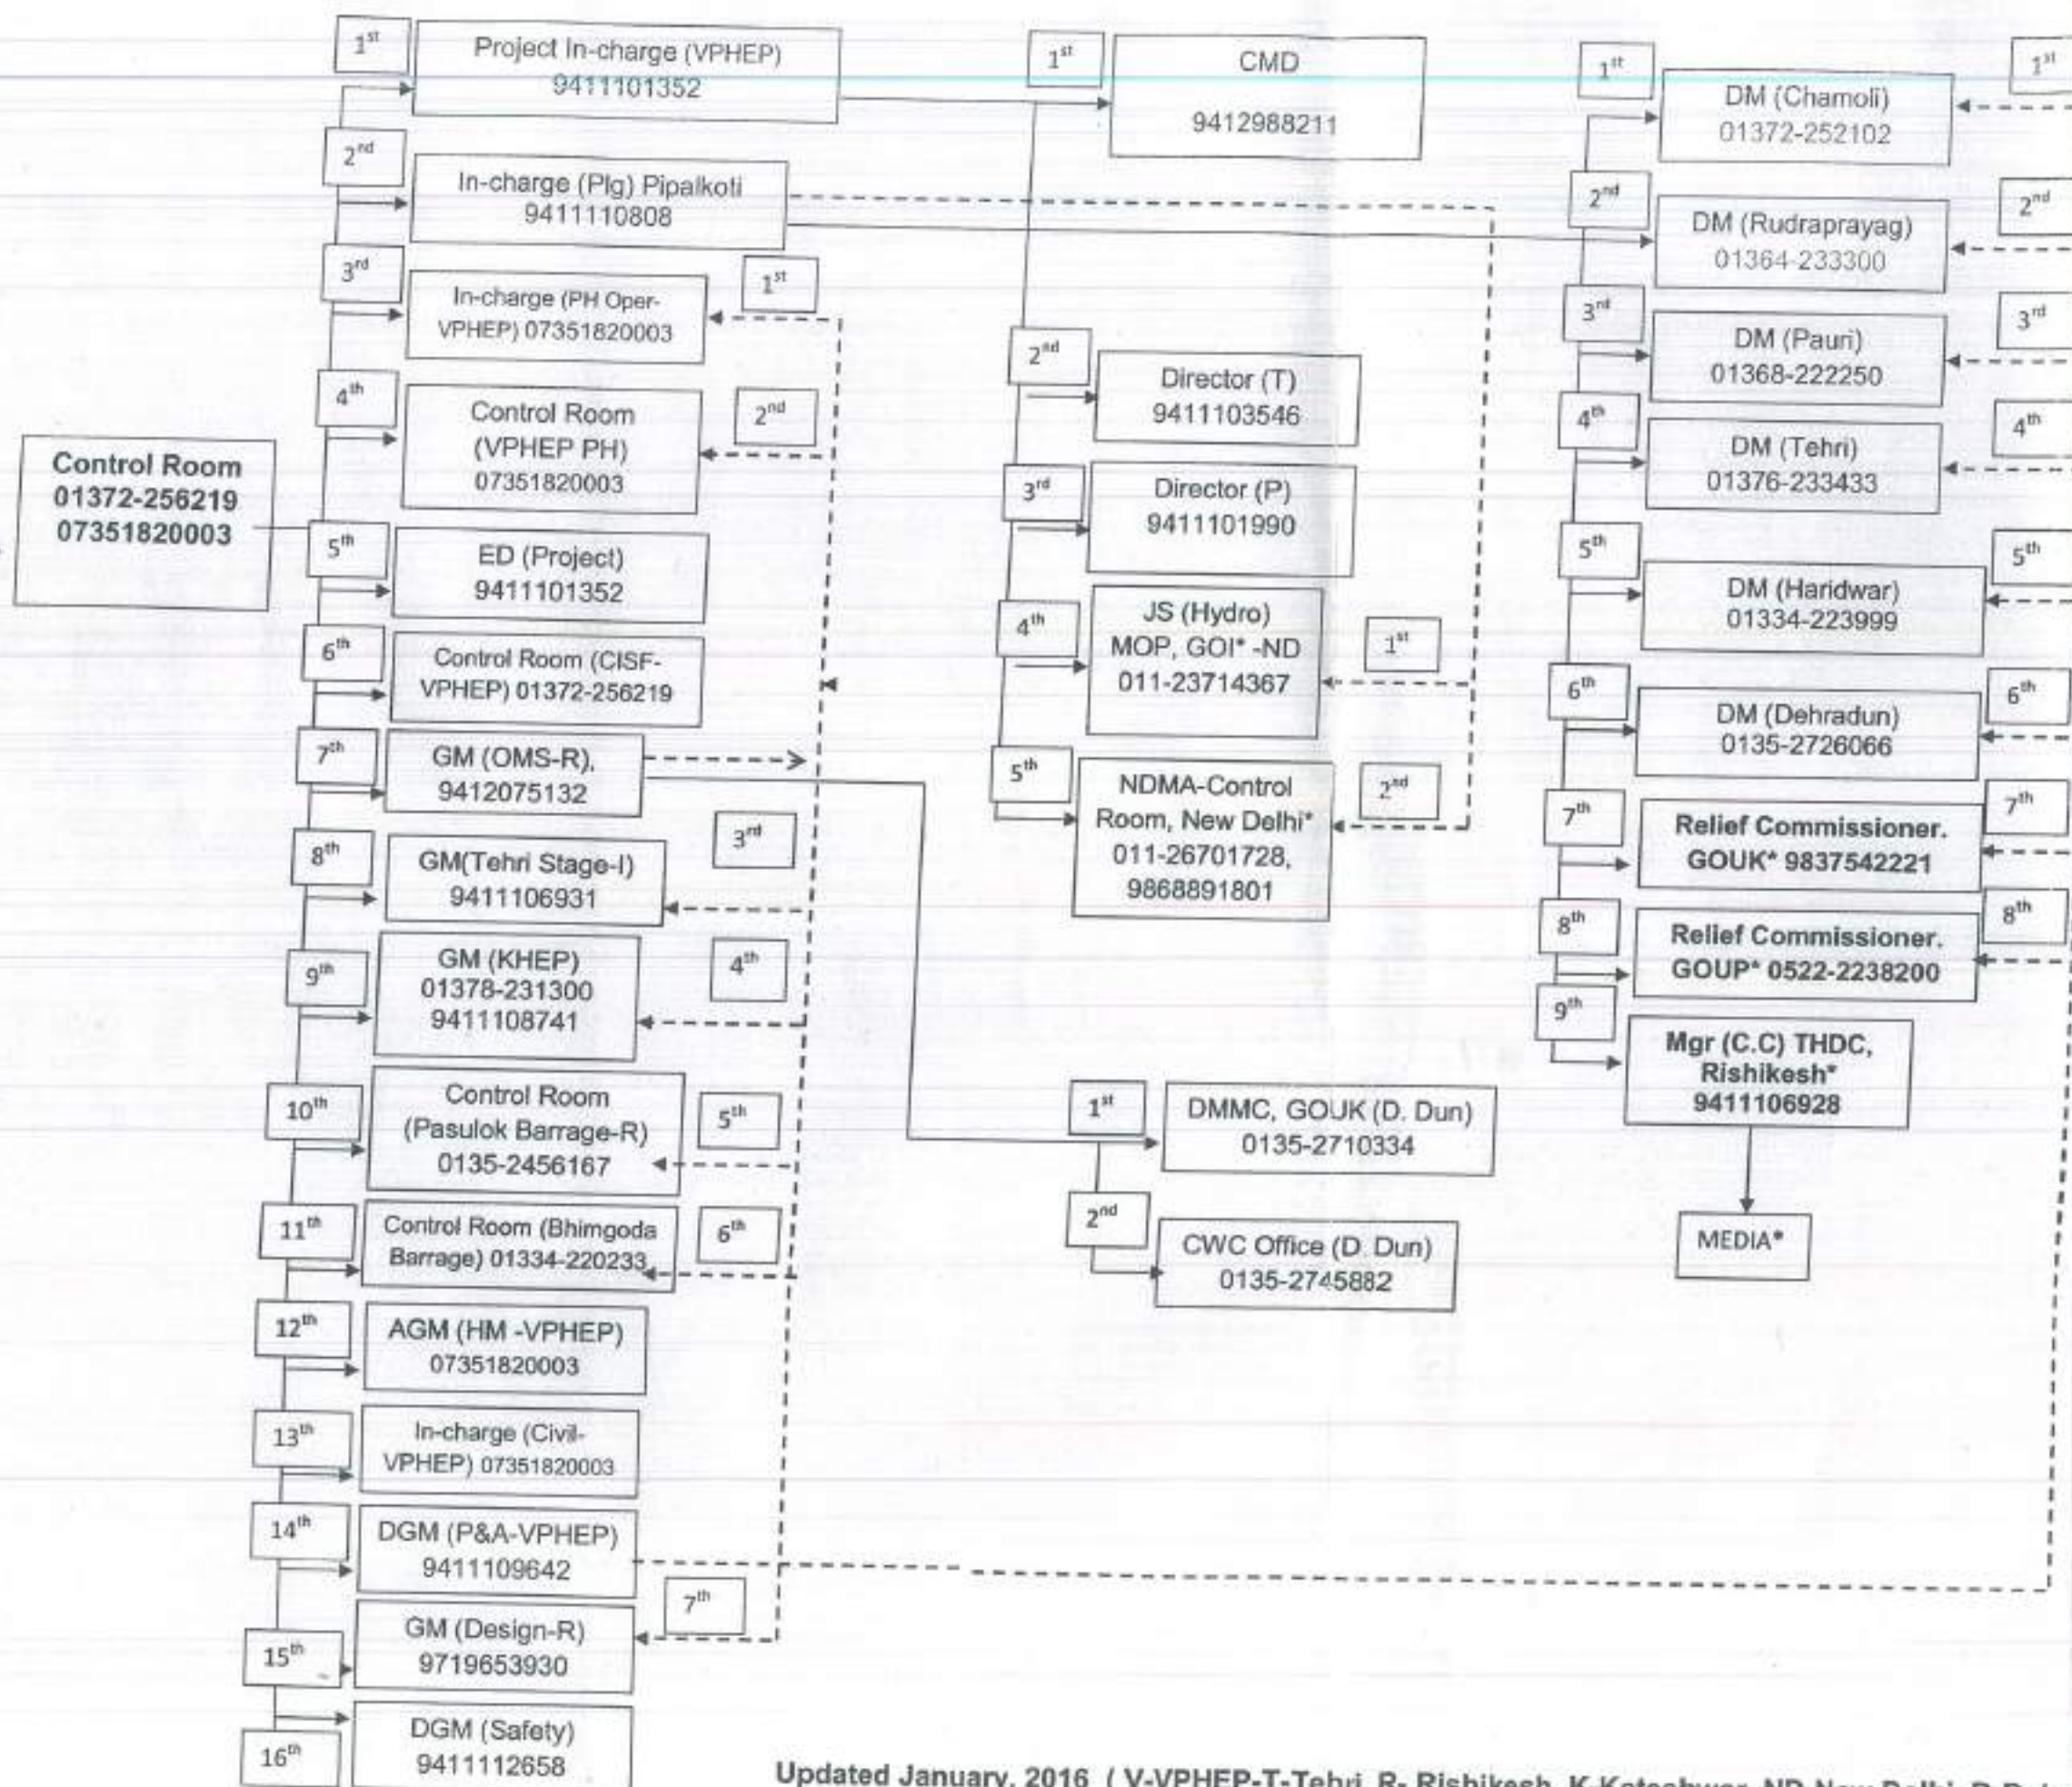 Control Room
01372-256219
07351820003
1st
Project In-charge (VPHEP)
9411101352
2nd
In-charge (Plg) Pipalkoti
9411110808
3rd
In-charge (PH Oper-
VPHEP) 07351820003
1st
4th
Control Room
(VPHEP PH)
07351820003
2nd
5th
ED (Project)
9411101352
6th
Control Room (CISF-
VPHEP) 01372-256219
7th
GM (OMS-R),
9412075132
8th
GM(Tehri Stage-I)
9411106931
3rd
9th
GM (KHEP)
01378-231300
9411108741
4th
10th
Control Room
(Pasulok Barrage-R)
0135-2456167
5th
11th
Control Room (Bhimgoda
Barrage) 01334-220233
6th
12th
AGM (HM -VPHEP)
07351820003
13th
In-charge (Civil-
VPHEP) 07351820003
14th
DGM (P&A-VPHEP)
9411109642
15th
GM (Design-R)
9719653930
7th
16th
DGM (Safety)
9411112658
1st
CMD
9412988211
2nd
Director (T)
9411103546
3rd
Director (P)
9411101990
4th
JS (Hydro)
MOP, GOI* -ND
011-23714367
1st
5th
NDMA-Control
Room, New Delhi*
011-26701728,
9868891801
2nd
1st
DMMC, GOUK (D. Dun)
0135-2710334
2nd
CWC Office (D. Dun)
0135-2745882
1st
DM (Chamoli)
01372-252102
1st
2nd
DM (Rudraprayag)
01364-233300
2nd
3rd
DM (Pauri)
01368-222250
3rd
4th
DM (Tehri)
01376-233433
4th
5th
DM (Haridwar)
01334-223999
5th
6th
DM (Dehradun)
0135-2726066
6th
7th
Relief Commissioner.
GOUK* 9837542221
7th
8th
Relief Commissioner.
GOUP* 0522-2238200
8th
9th
Mgr (C.C) THDC,
Rishikesh*
9411106928
MEDIA*
Updated January, 2016 ( V-VPHEP-T-Tehri, R- Rishikesh, K-Koteshwar, ND-New Delhi,